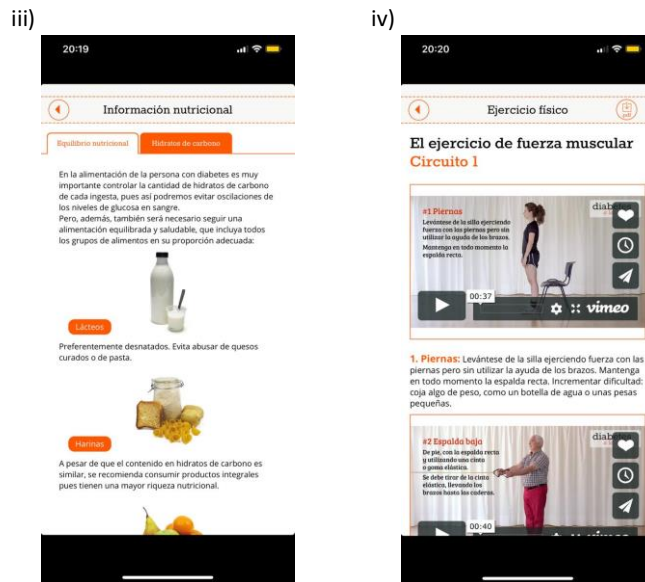 iii)
20:19
Información nutricional
Equilibrio nutricional
Hidratos de carbono
En la alimentación de la persona con diabetes es muy
importante controlar la cantidad de hidratos de carbono
de cada ingesta, pues así podremos evitar oscilaciones de
los niveles de glucosa en sangre.
Pero, además, también será necesario seguir una
alimentación equilibrada y saludable, que incluya todos
los grupos de alimentos en su proporción adecuada:
Lácteos
Preferentemente desnatados. Evita abusar de quesos
curados o de pasta.
Harinas
A pesar de que el contenido en hidratos de carbono es
similar, se recomienda consumir productos integrales
pues tienen una mayor riqueza nutricional.
iv)
20:20
Ejercicio físico
pdf
El ejercicio de fuerza muscular
Circuito 1
#1 Piernas
Levántese de la silla ejerciendo
fuerza con las piernas pero sin
utilizar la ayuda de los brazos.
Mantenga en todo momento la
espalda recta.
00:37
vimeo
1. Piernas: Levántese de la silla ejerciendo fuerza con las
piernas pero sin utilizar la ayuda de los brazos. Mantenga
en todo momento la espalda recta. Incrementar dificultad:
coja algo de peso, como un botella de agua o unas pesas
pequeñas.
#2 Espalda baja
De pie, con la espalda recta
y utilizando una cinta
o goma elástica.
Se debe tirar de la cinta
elástica, llevando los
brazos hasta las caderas.
00:40